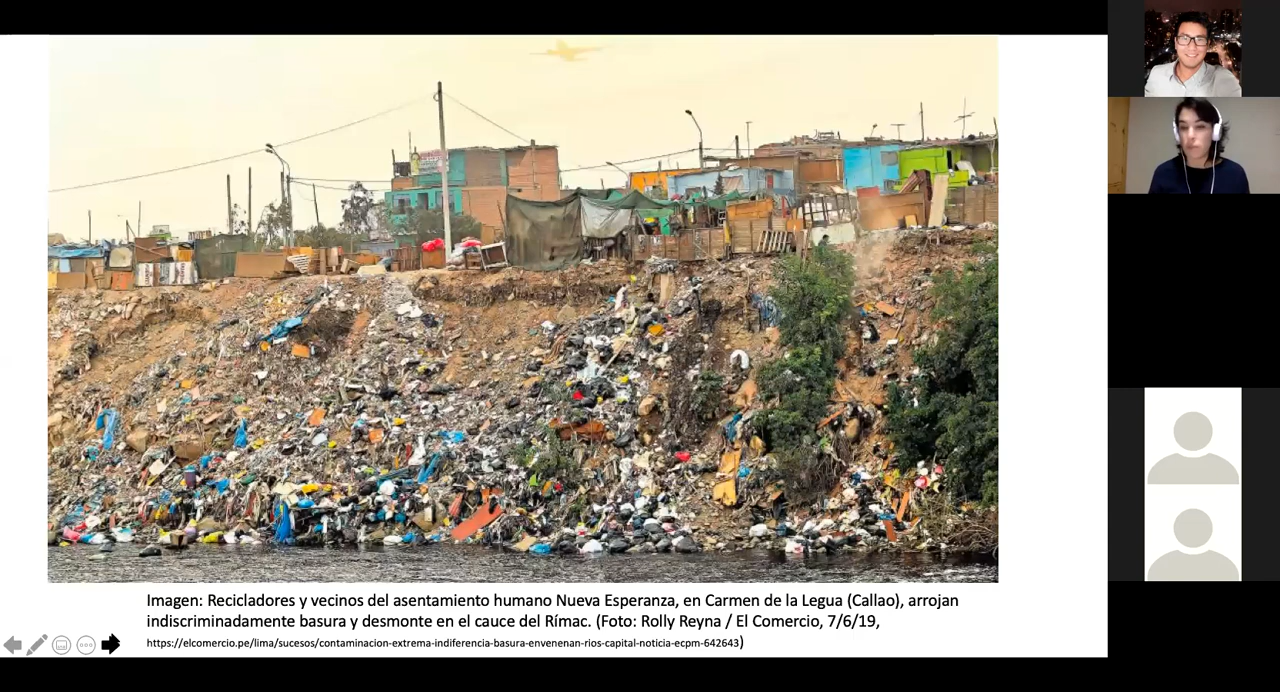 Imagen: Recicladores y vecinos del asentamiento humano Nueva Esperanza, en Carmen de la Legua (Callao), arrojan
indiscriminadamente basura y desmonte en el cauce del Rímac. (Foto: Rolly Reyna / El Comercio, 7/6/19,
https://elcomercio.pe/lima/sucesos/contaminacion-extrema-indiferencia-basura-envenenan-rios-capital-noticia-ecpm-642643)